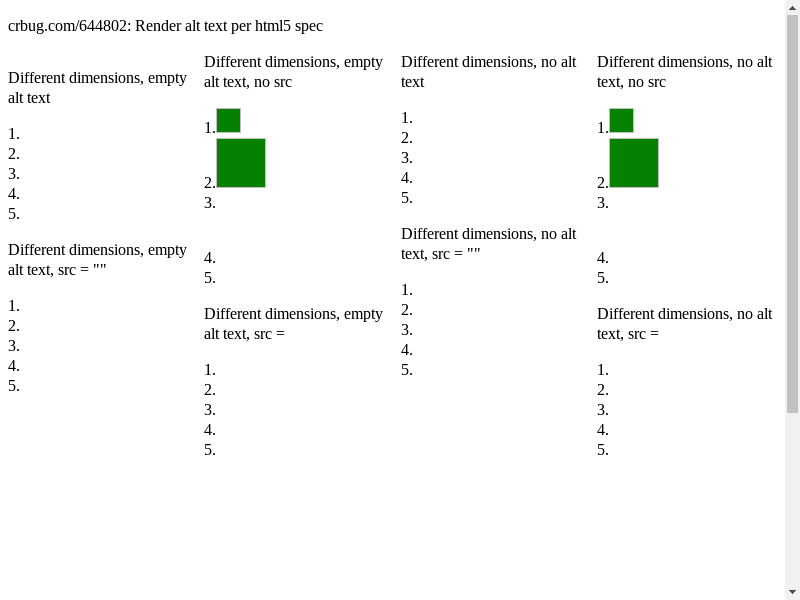 crbug.com/644802: Render alt text per html5 spec
Different dimensions, empty
alt text
1.
2.
3.
4.
5.
Different dimensions, empty
alt text, src = ""
1.
2.
3.
4.
5.
Different dimensions, empty
alt text, no src
1.
2.
3.
4.
5.
Different dimensions, empty
alt text, src =
1.
2.
3.
4.
5.
Different dimensions, no alt
text
1.
2.
3.
4.
5.
Different dimensions, no alt
text, src = ""
1.
2.
3.
4.
5.
Different dimensions, no alt
text, no src
1.
2.
3.
4.
5.
Different dimensions, no alt
text, src =
1.
2.
3.
4.
5.